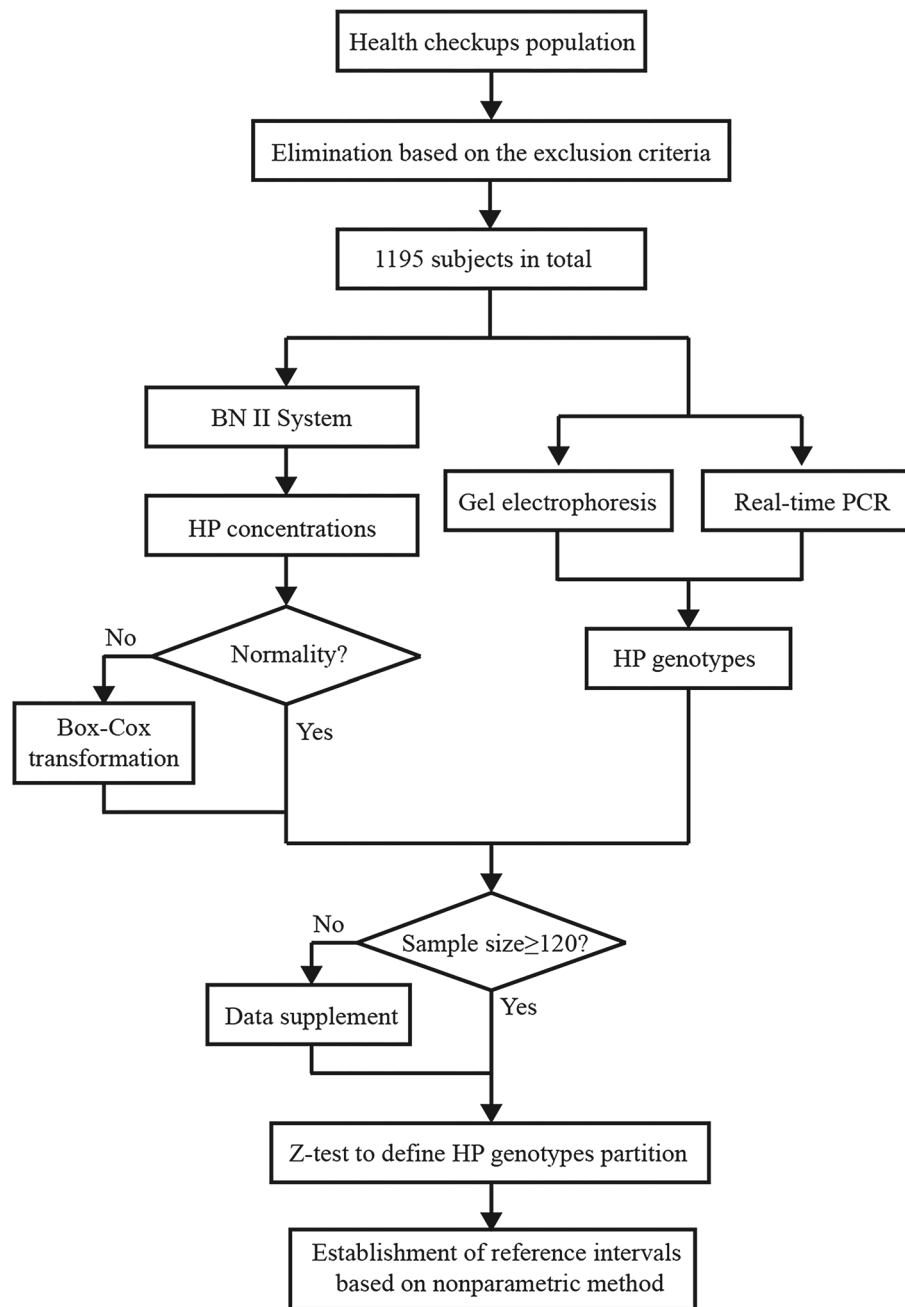 Health checkups population
Elimination based on the exclusion criteria
1195 subjects in total
BN II System
Gel electrophoresis
Real-time PCR
HP concentrations
No
Normality?
HP genotypes
Box-Cox
transformation
Yes
No
Sample size≥120?
Data supplement
Yes
Z-test to define HP genotypes partition
Establishment of reference intervals
based on nonparametric method